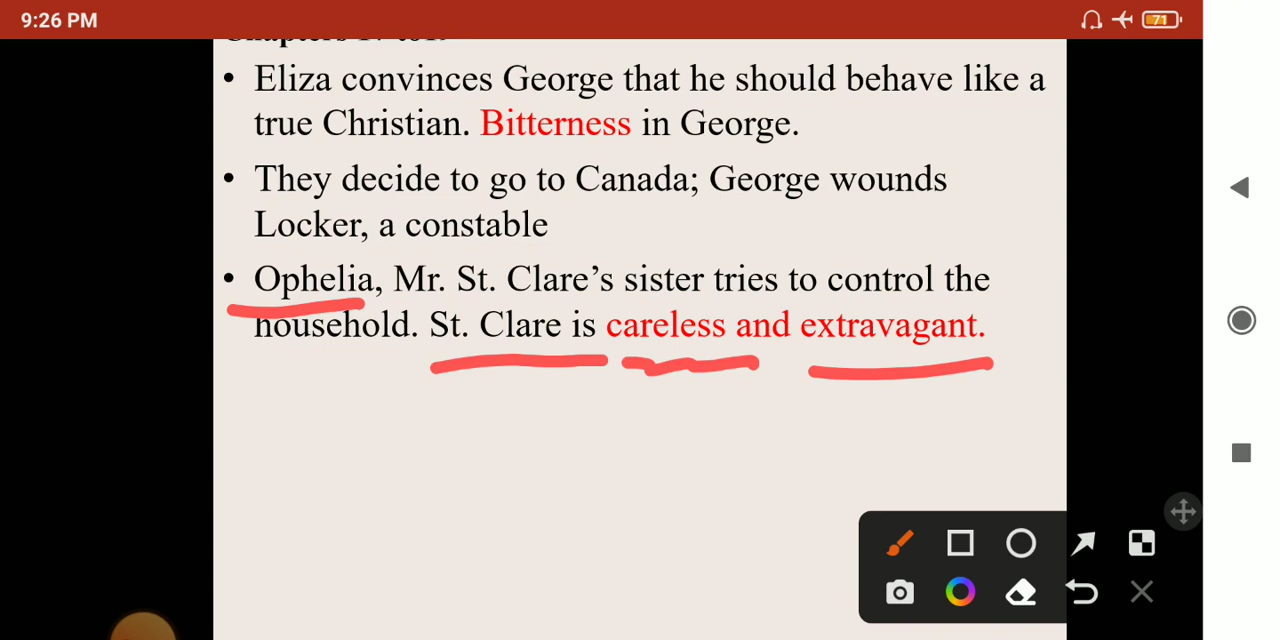 9:26 PM
71
• Eliza convinces George that he should behave like a
true Christian. Bitterness in George.
• They decide to go to Canada; George wounds
Locker, a constable
• Ophelia, Mr. St. Clare’s sister tries to control the
household. St. Clare is careless and extravagant.